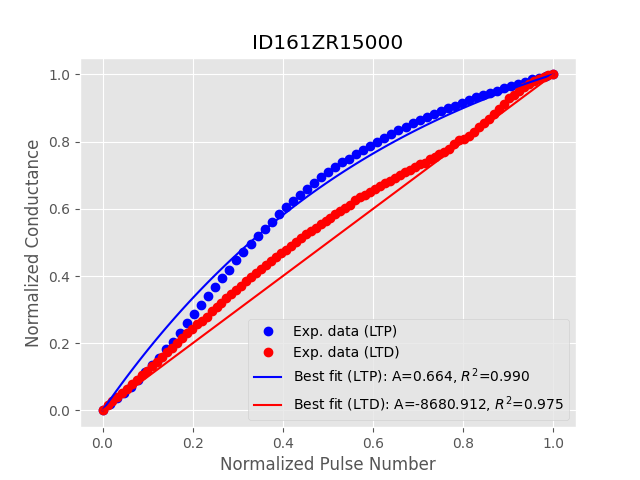 ID161ZR15000
Normalized Conductance
1.0
0.8
0.6
0.4
0.2
0.0
Exp. data (LTP)
Exp. data (LTD)
Best fit (LTP): A=0.664, R²=0.990
Best fit (LTD): A=-8680.912, R²=0.975
0.0 0.2 0.4 0.6 0.8 1.0
Normalized Pulse Number